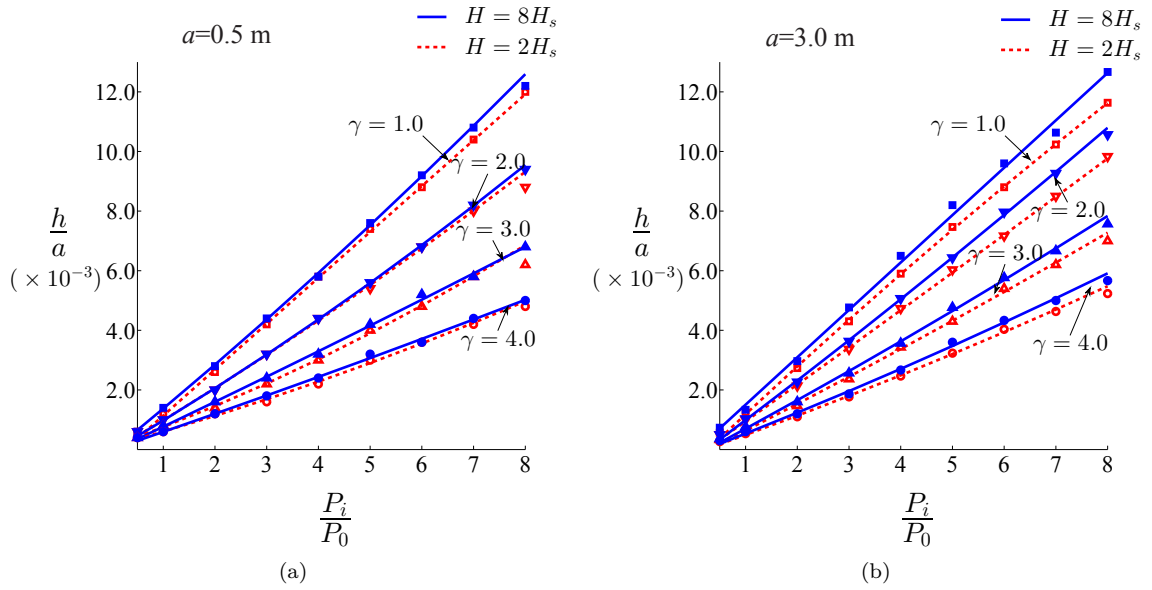 a=0.5 m
H = 8H_s
H = 2H_s
12.0
10.0
8.0
6.0
4.0
2.0
h/a
(× 10^{-3})
γ = 1.0
γ = 2.0
γ = 3.0
γ = 4.0
1 2 3 4 5 6 7 8
P_i/P_0
(a)
a=3.0 m
H = 8H_s
H = 2H_s
12.0
10.0
8.0
6.0
4.0
2.0
h/a
(× 10^{-3})
γ = 1.0
γ = 2.0
γ = 3.0
γ = 4.0
1 2 3 4 5 6 7 8
P_i/P_0
(b)